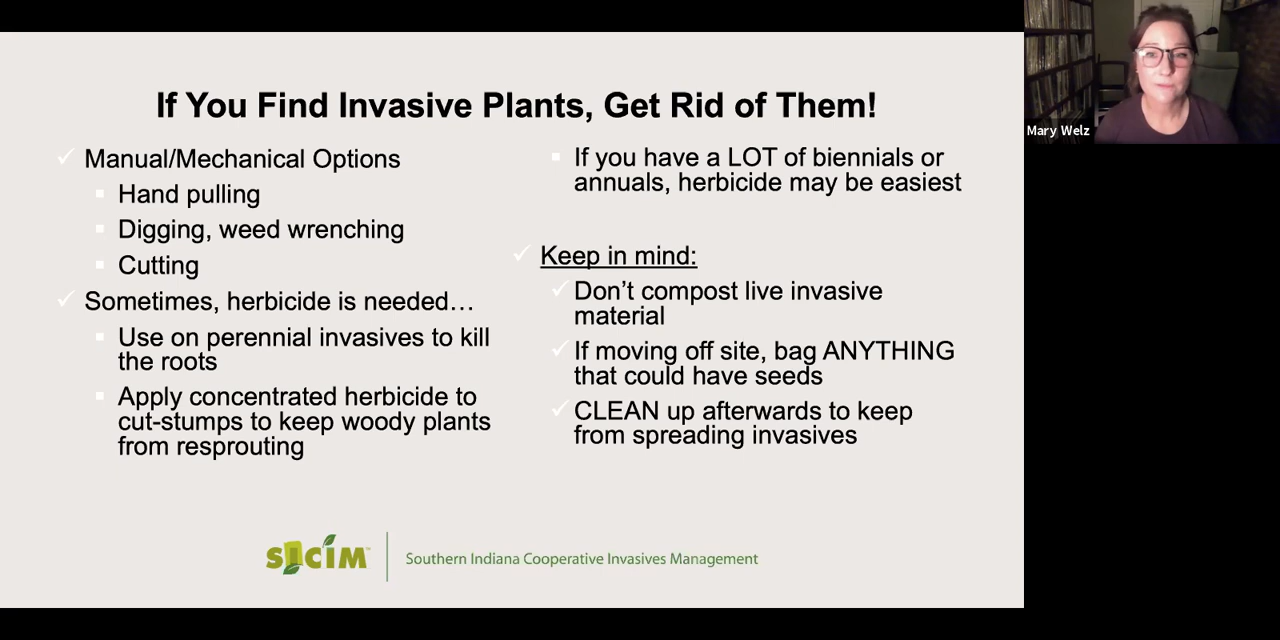 If You Find Invasive Plants, Get Rid of Them!
Manual/Mechanical Options
Hand pulling
Digging, weed wrenching
Cutting
Sometimes, herbicide is needed…
Use on perennial invasives to kill
the roots
Apply concentrated herbicide to
cut-stumps to keep woody plants
from resprouting
If you have a LOT of biennials or
annuals, herbicide may be easiest
Keep in mind:
Don’t compost live invasive
material
If moving off site, bag ANYTHING
that could have seeds
CLEAN up afterwards to keep
from spreading invasives
SICIM™
Southern Indiana Cooperative Invasives Management
Mary Welz